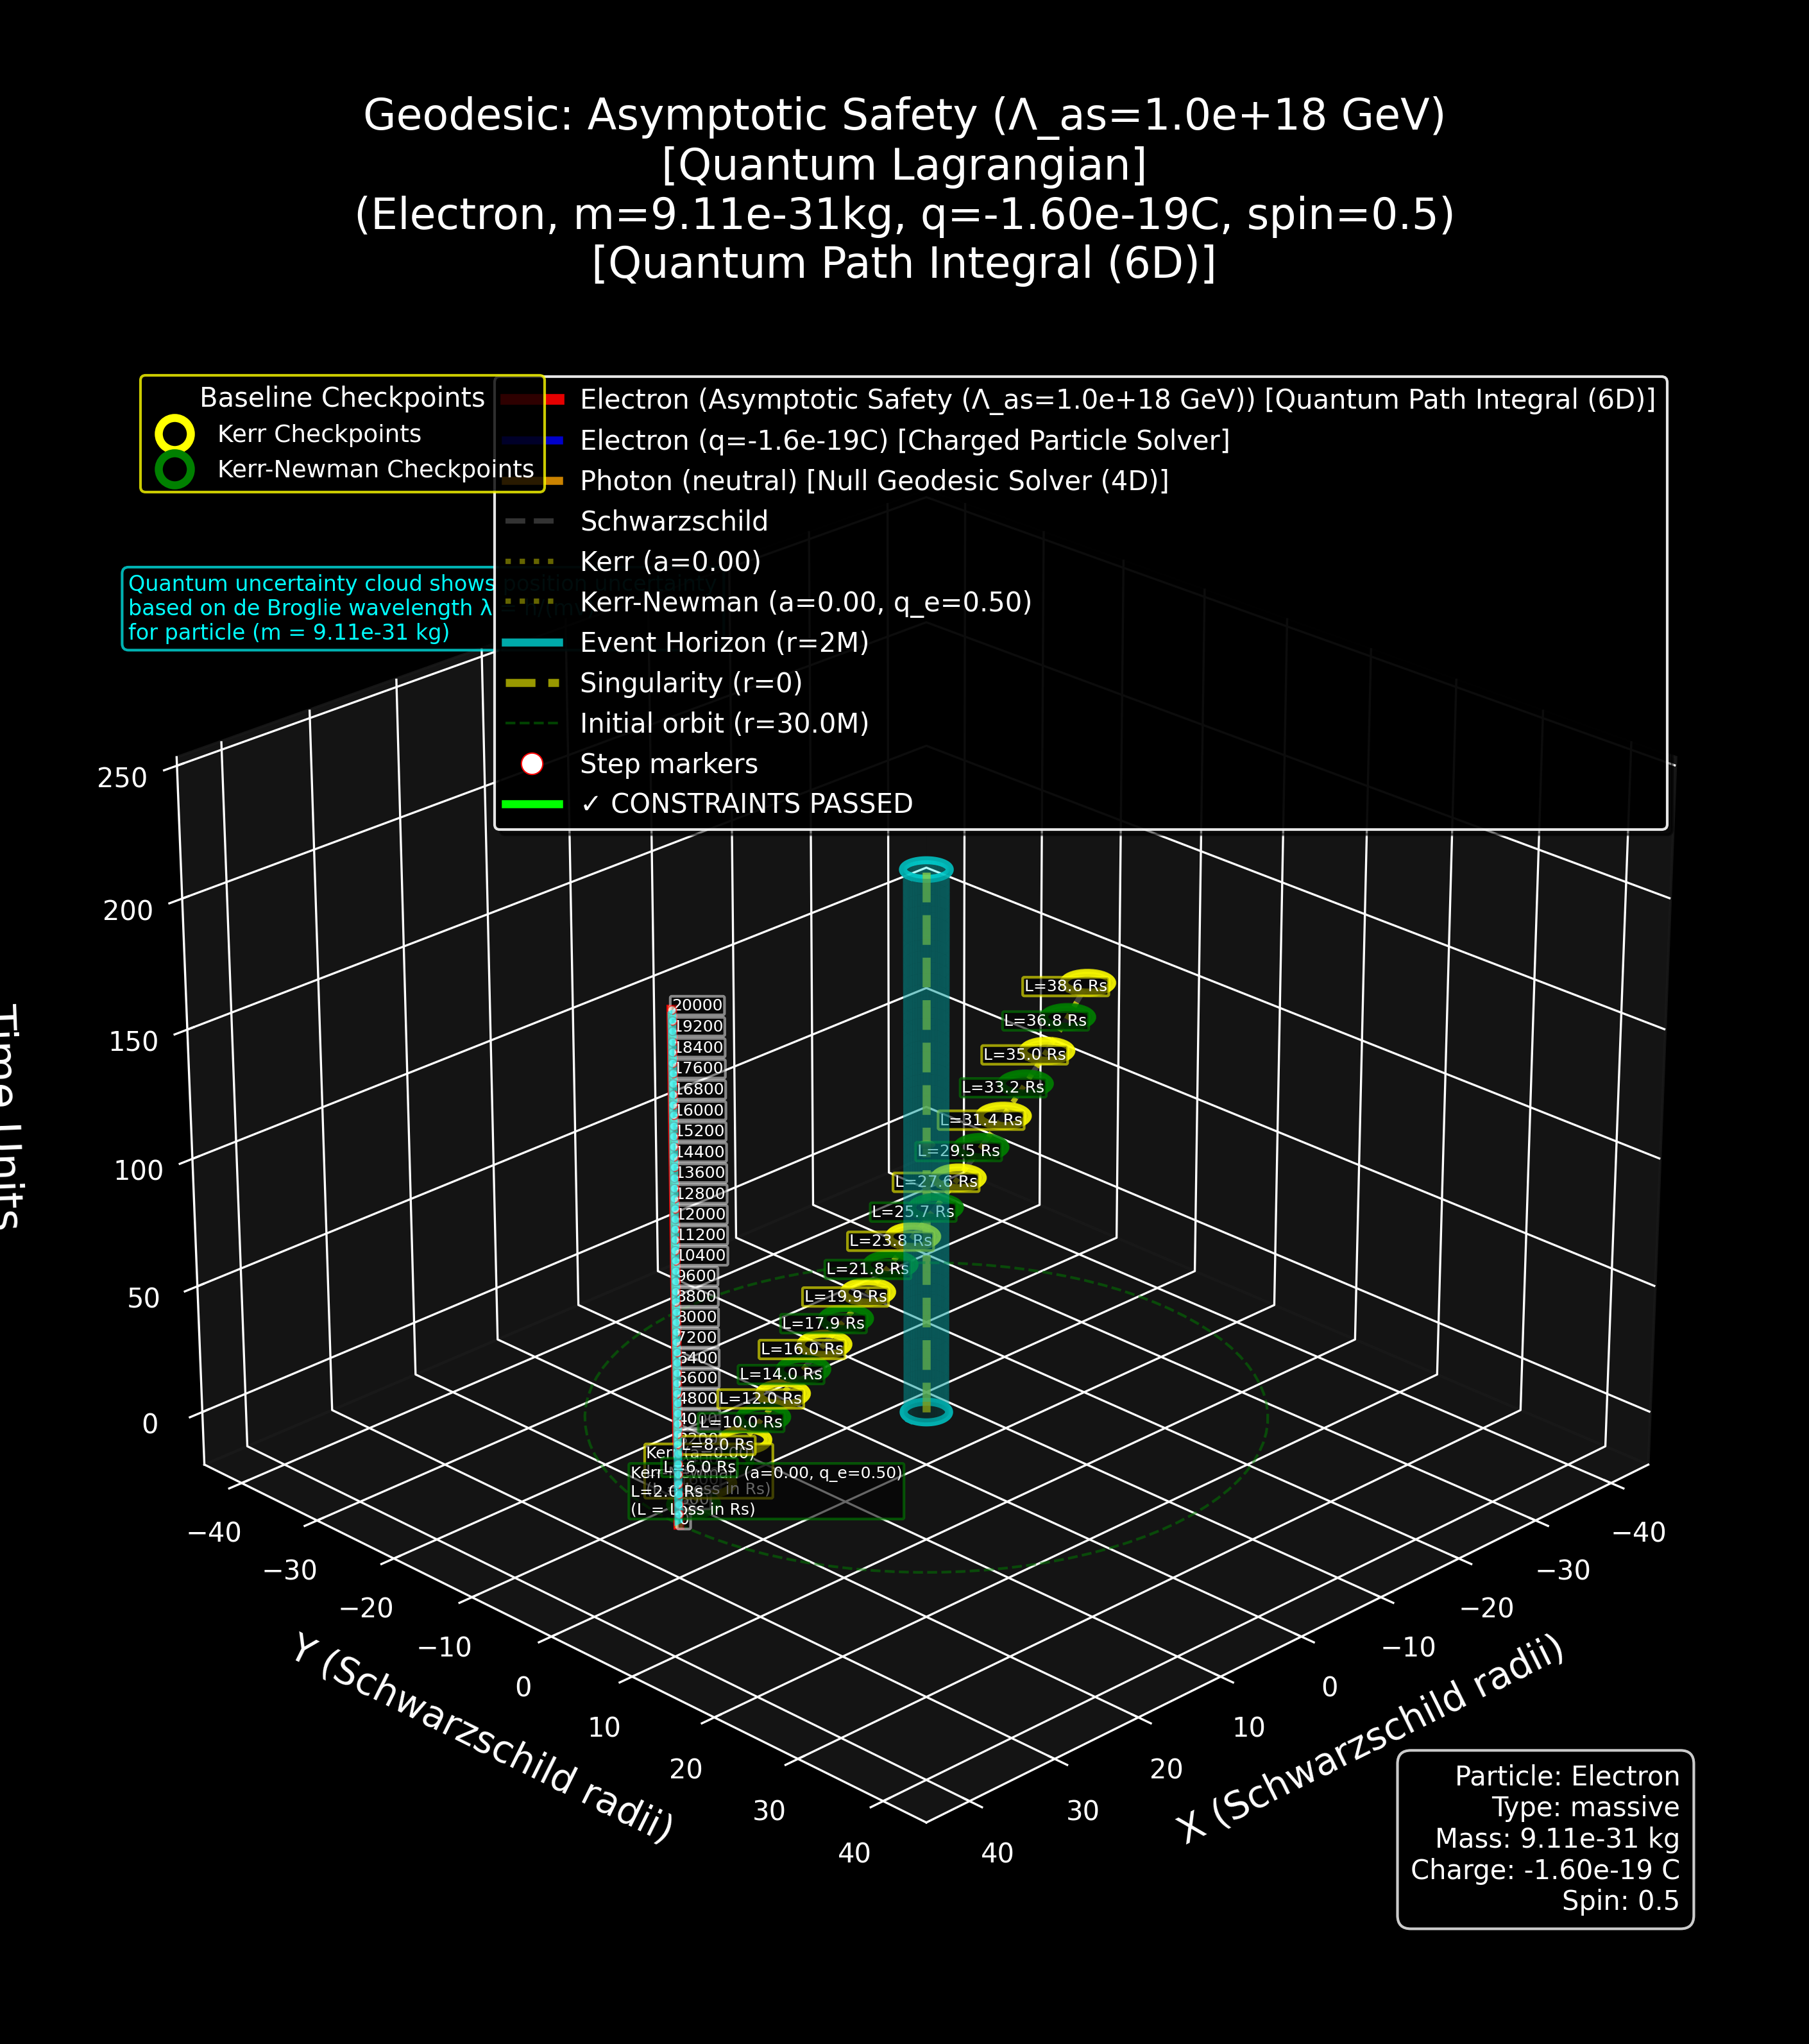 Geodesic: Asymptotic Safety (Λ_as=1.0e+18 GeV)
[Quantum Lagrangian]
(Electron, m=9.11e-31kg, q=-1.60e-19C, spin=0.5)
[Quantum Path Integral (6D)]
Baseline Checkpoints
Kerr Checkpoints
Kerr-Newman Checkpoints
Electron (Asymptotic Safety (Λ_as=1.0e+18 GeV)) [Quantum Path Integral (6D)]
Electron (q=-1.6e-19C) [Charged Particle Solver]
Photon (neutral) [Null Geodesic Solver (4D)]
Schwarzschild
Kerr (a=0.00)
Kerr-Newman (a=0.00, q_e=0.50)
Event Horizon (r=2M)
Singularity (r=0)
Initial orbit (r=30.0M)
Step markers
✓ CONSTRAINTS PASSED
Quantum uncertainty cloud shows position uncertainty
based on de Broglie wavelength λ
for particle (m = 9.11e-31 kg)
250
200
150
100
50
0
Time Units
20000
19200
18400
17600
16800
16000
15200
14400
13600
12800
12000
11200
10400
9600
8800
8000
7200
6400
5600
4800
0
L=38.6 Rs
L=36.8 Rs
L=35.0 Rs
L=33.2 Rs
L=31.4 Rs
L=29.5 Rs
L=27.6 Rs
L=25.7 Rs
L=23.8 Rs
L=21.8 Rs
L=19.9 Rs
L=17.9 Rs
L=16.0 Rs
L=14.0 Rs
L=12.0 Rs
L=10.0 Rs
L=8.0 Rs
L=6.0 Rs
Kerr (a=0.00)
Kerr-Newman (a=0.00, q_e=0.50)
L=2.0 Rs
(L = Loss in Rs)
−40
−30
−20
−10
0
10
20
30
40
Y (Schwarzschild radii)
−40
−30
−20
−10
0
10
20
30
40
X (Schwarzschild radii)
Particle: Electron
Type: massive
Mass: 9.11e-31 kg
Charge: -1.60e-19 C
Spin: 0.5